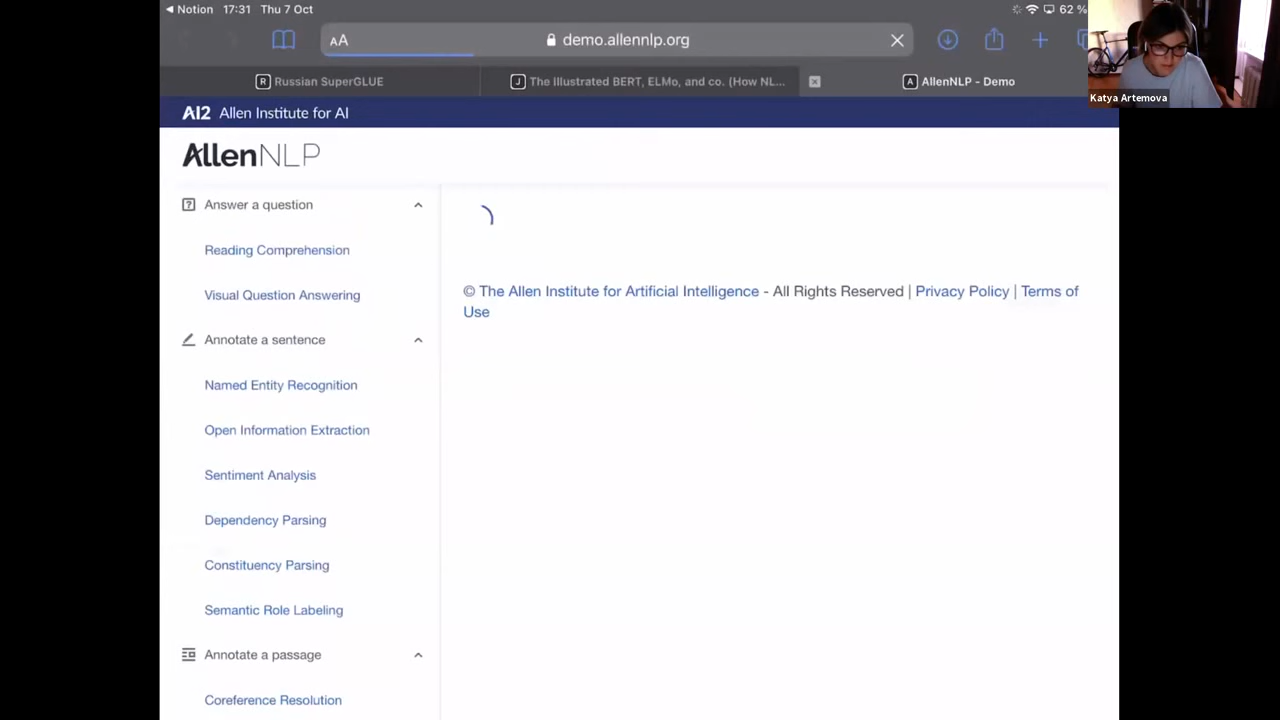 Notion 17:31 Thu 7 Oct 62 %
AA demo.allennlp.org
R Russian SuperGLUE
J The Illustrated BERT, ELMo, and co. (How NL...
A AllenNLP - Demo
Katya Artemova
AI2 Allen Institute for AI
AllenNLP
Answer a question
Reading Comprehension
Visual Question Answering
Annotate a sentence
Named Entity Recognition
Open Information Extraction
Sentiment Analysis
Dependency Parsing
Constituency Parsing
Semantic Role Labeling
Annotate a passage
Coreference Resolution
© The Allen Institute for Artificial Intelligence - All Rights Reserved | Privacy Policy | Terms of
Use